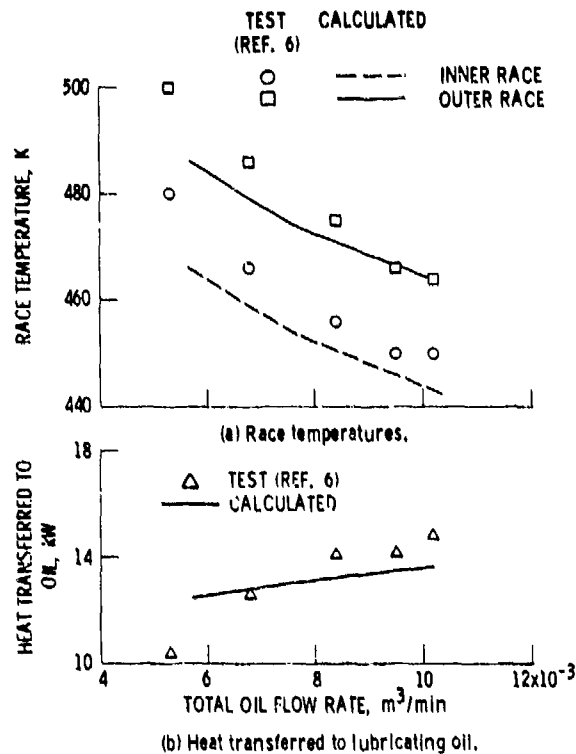 TEST CALCULATED
(REF. 6)
INNER RACE
OUTER RACE
500
480
460
440
RACE TEMPERATURE, K
(a) Race temperatures.
18
14
10
HEAT TRANSFERRED TO
OIL, kW
TEST (REF. 6)
CALCULATED
4 6 8 10 12x10⁻³
TOTAL OIL FLOW RATE, m³/min
(b) Heat transferred to lubricating oil.